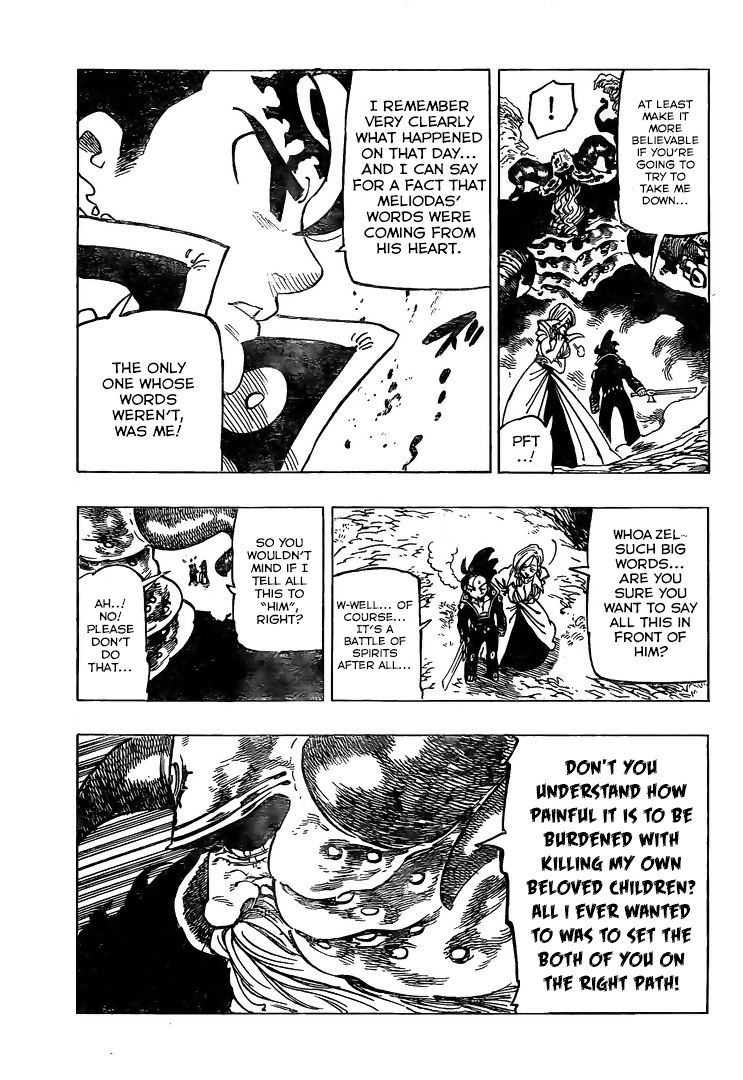 AT LEAST
MAKE IT
MORE
BELIEVABLE
IF YOU'RE
GOING TO
TRY TO
TAKE ME
DOWN...
!
PFT
..!
I REMEMBER
VERY CLEARLY
WHAT HAPPENED
ON THAT DAY...
AND I CAN SAY
FOR A FACT THAT
MELIODAS'
WORDS WERE
COMING FROM
HIS HEART.
THE ONLY
ONE WHOSE
WORDS
WEREN'T,
WAS ME!
WHOA ZEL~
SUCH BIG
WORDS...
ARE YOU
SURE YOU
WANT TO SAY
ALL THIS IN
FRONT OF
HIM?
W-WELL... OF
COURSE...
IT'S A
BATTLE OF
SPIRITS
AFTER ALL...
SO YOU
WOULDN'T
MIND IF I
TELL ALL
THIS TO
"HIM",
RIGHT?
AH..!
NO!
PLEASE
DON'T
DO
THAT...
DON'T YOU
UNDERSTAND HOW
PAINFUL IT IS TO BE
BURDENED WITH
KILLING MY OWN
BELOVED CHILDREN?
ALL I EVER WANTED
TO WAS TO SET THE
BOTH OF YOU ON
THE RIGHT PATH!